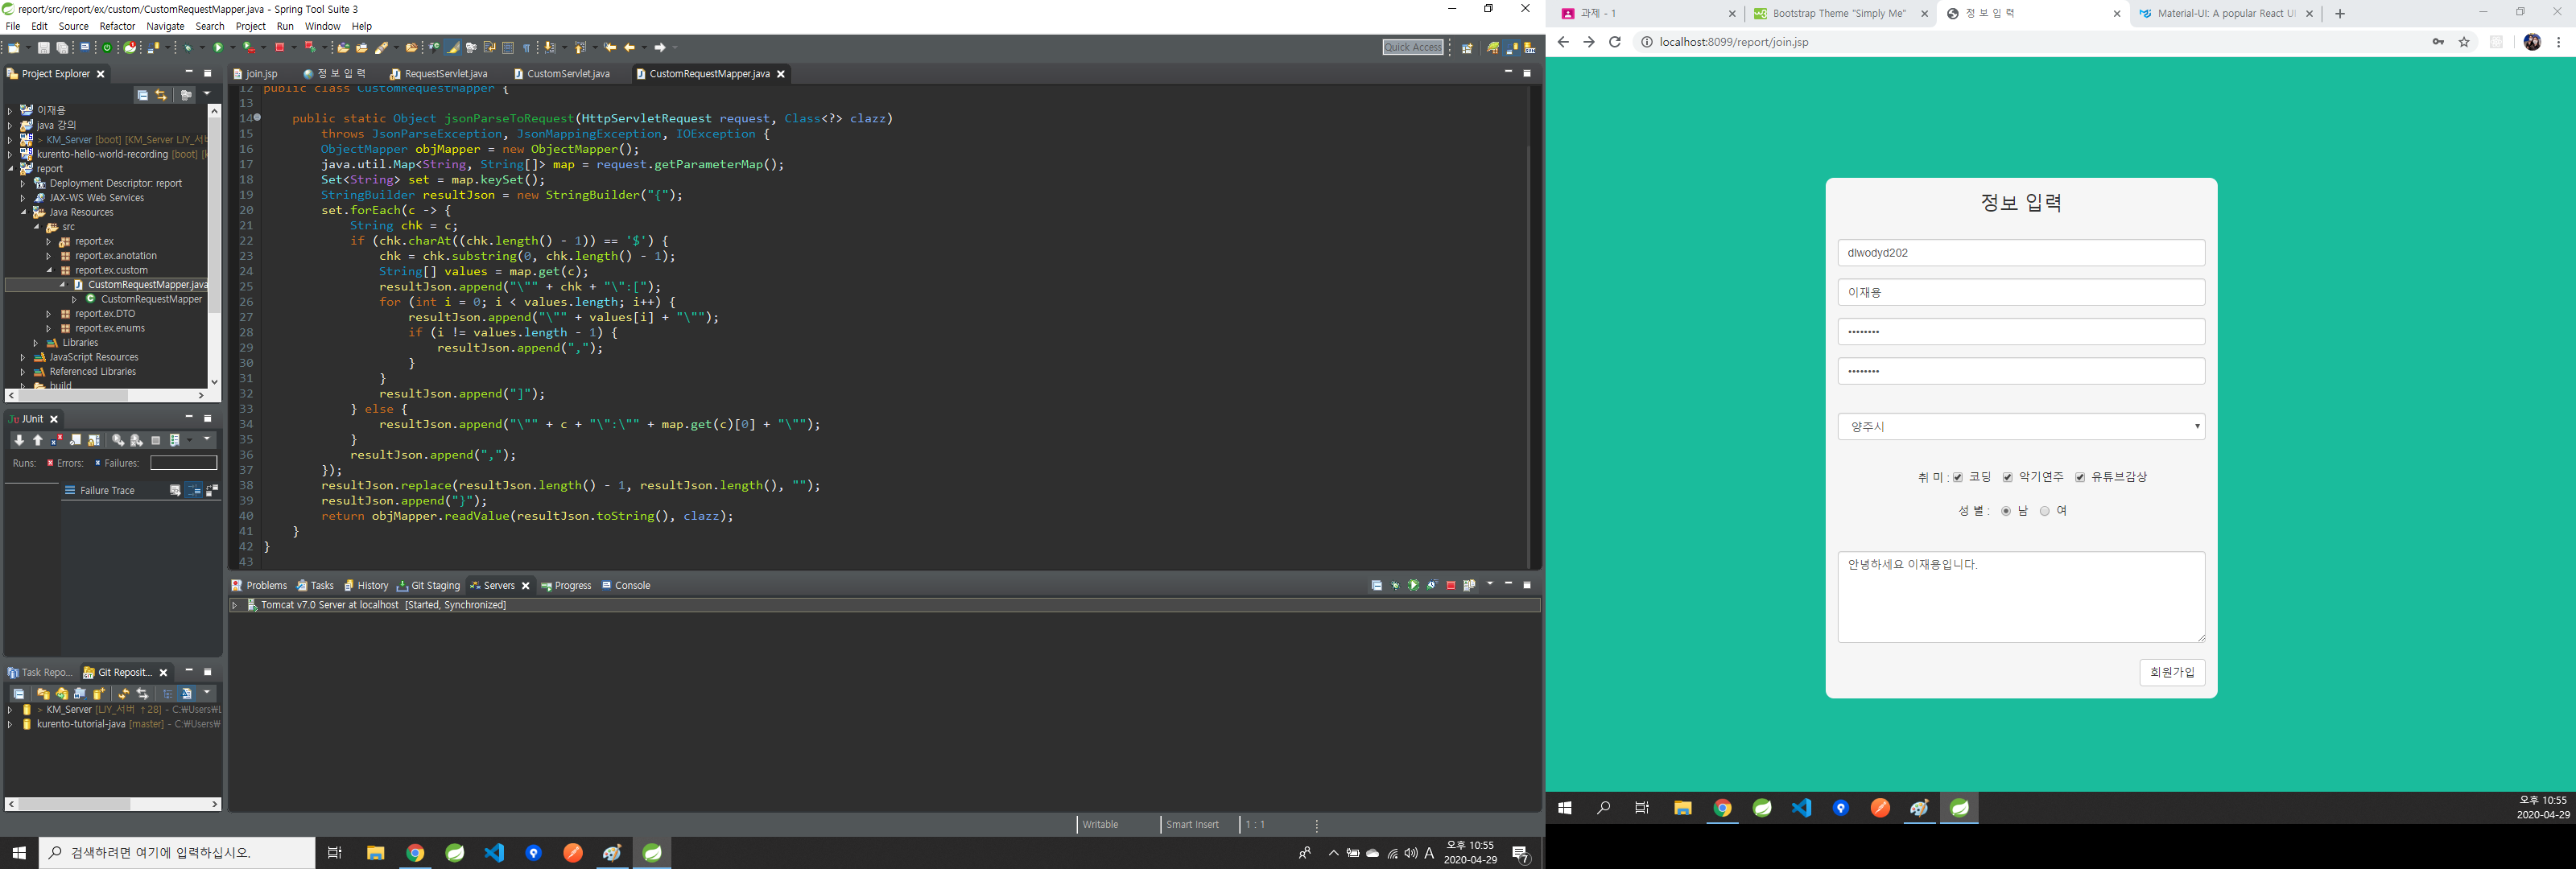 report/src/report/ex/custom/CustomRequestMapper.java - Spring Tool Suite 3
File Edit Source Refactor Navigate Search Project Run Window Help
Quick Access
Project Explorer
이재용
java 강의
> KM_Server [boot] [KM_Server LJY_서버
kurento-hello-world-recording [boot]
report
Deployment Descriptor: report
JAX-WS Web Services
Java Resources
src
report.ex
report.ex.anotation
report.ex.custom
CustomRequestMapper.java
CustomRequestMapper
report.ex.DTO
report.ex.enums
Libraries
JavaScript Resources
Referenced Libraries
build
JUnit
Runs: Errors: Failures:
Failure Trace
Task Repo... Git Reposit...
> KM_Server [LJY_서버 ↑28] - C:₩Users₩L
kurento-tutorial-java [master] - C:₩Users₩
join.jsp 정 보 입 력 RequestServlet.java CustomServlet.java CustomRequestMapper.java
12 public class CustomRequestMapper {
13
14 public static Object jsonParseToRequest(HttpServletRequest request, Class<?> clazz)
15 throws JsonParseException, JsonMappingException, IOException {
16 ObjectMapper objMapper = new ObjectMapper();
17 java.util.Map<String, String[]> map = request.getParameterMap();
18 Set<String> set = map.keySet();
19 StringBuilder resultJson = new StringBuilder("{");
20 set.forEach(c -> {
21 String chk = c;
22 if (chk.charAt((chk.length() - 1)) == '$') {
23 chk = chk.substring(0, chk.length() - 1);
24 String[] values = map.get(c);
25 resultJson.append("\"" + chk + "\":[");
26 for (int i = 0; i < values.length; i++) {
27 resultJson.append("\"" + values[i] + "\"");
28 if (i != values.length - 1) {
29 resultJson.append(",");
30 }
31 }
32 resultJson.append("]");
33 } else {
34 resultJson.append("\"" + c + "\":\"" + map.get(c)[0] + "\"");
35 }
36 resultJson.append(",");
37 });
38 resultJson.replace(resultJson.length() - 1, resultJson.length(), "");
39 resultJson.append("}");
40 return objMapper.readValue(resultJson.toString(), clazz);
41 }
42 }
43
Problems Tasks History Git Staging Servers Progress Console
Tomcat v7.0 Server at localhost [Started, Synchronized]
Writable Smart Insert 1 : 1
검색하려면 여기에 입력하십시오.
A
오후 10:55
2020-04-29
7
과제 - 1
Bootstrap Theme "Simply Me"
정 보 입 력
Material-UI: A popular React UI
localhost:8099/report/join.jsp
정보 입력
dlwodyd202
이재용
••••••••
••••••••
양주시
취 미 : 코딩 악기연주 유튜브감상
성 별 : 남 여
안녕하세요 이재용입니다.
회원가입
오후 10:55
2020-04-29